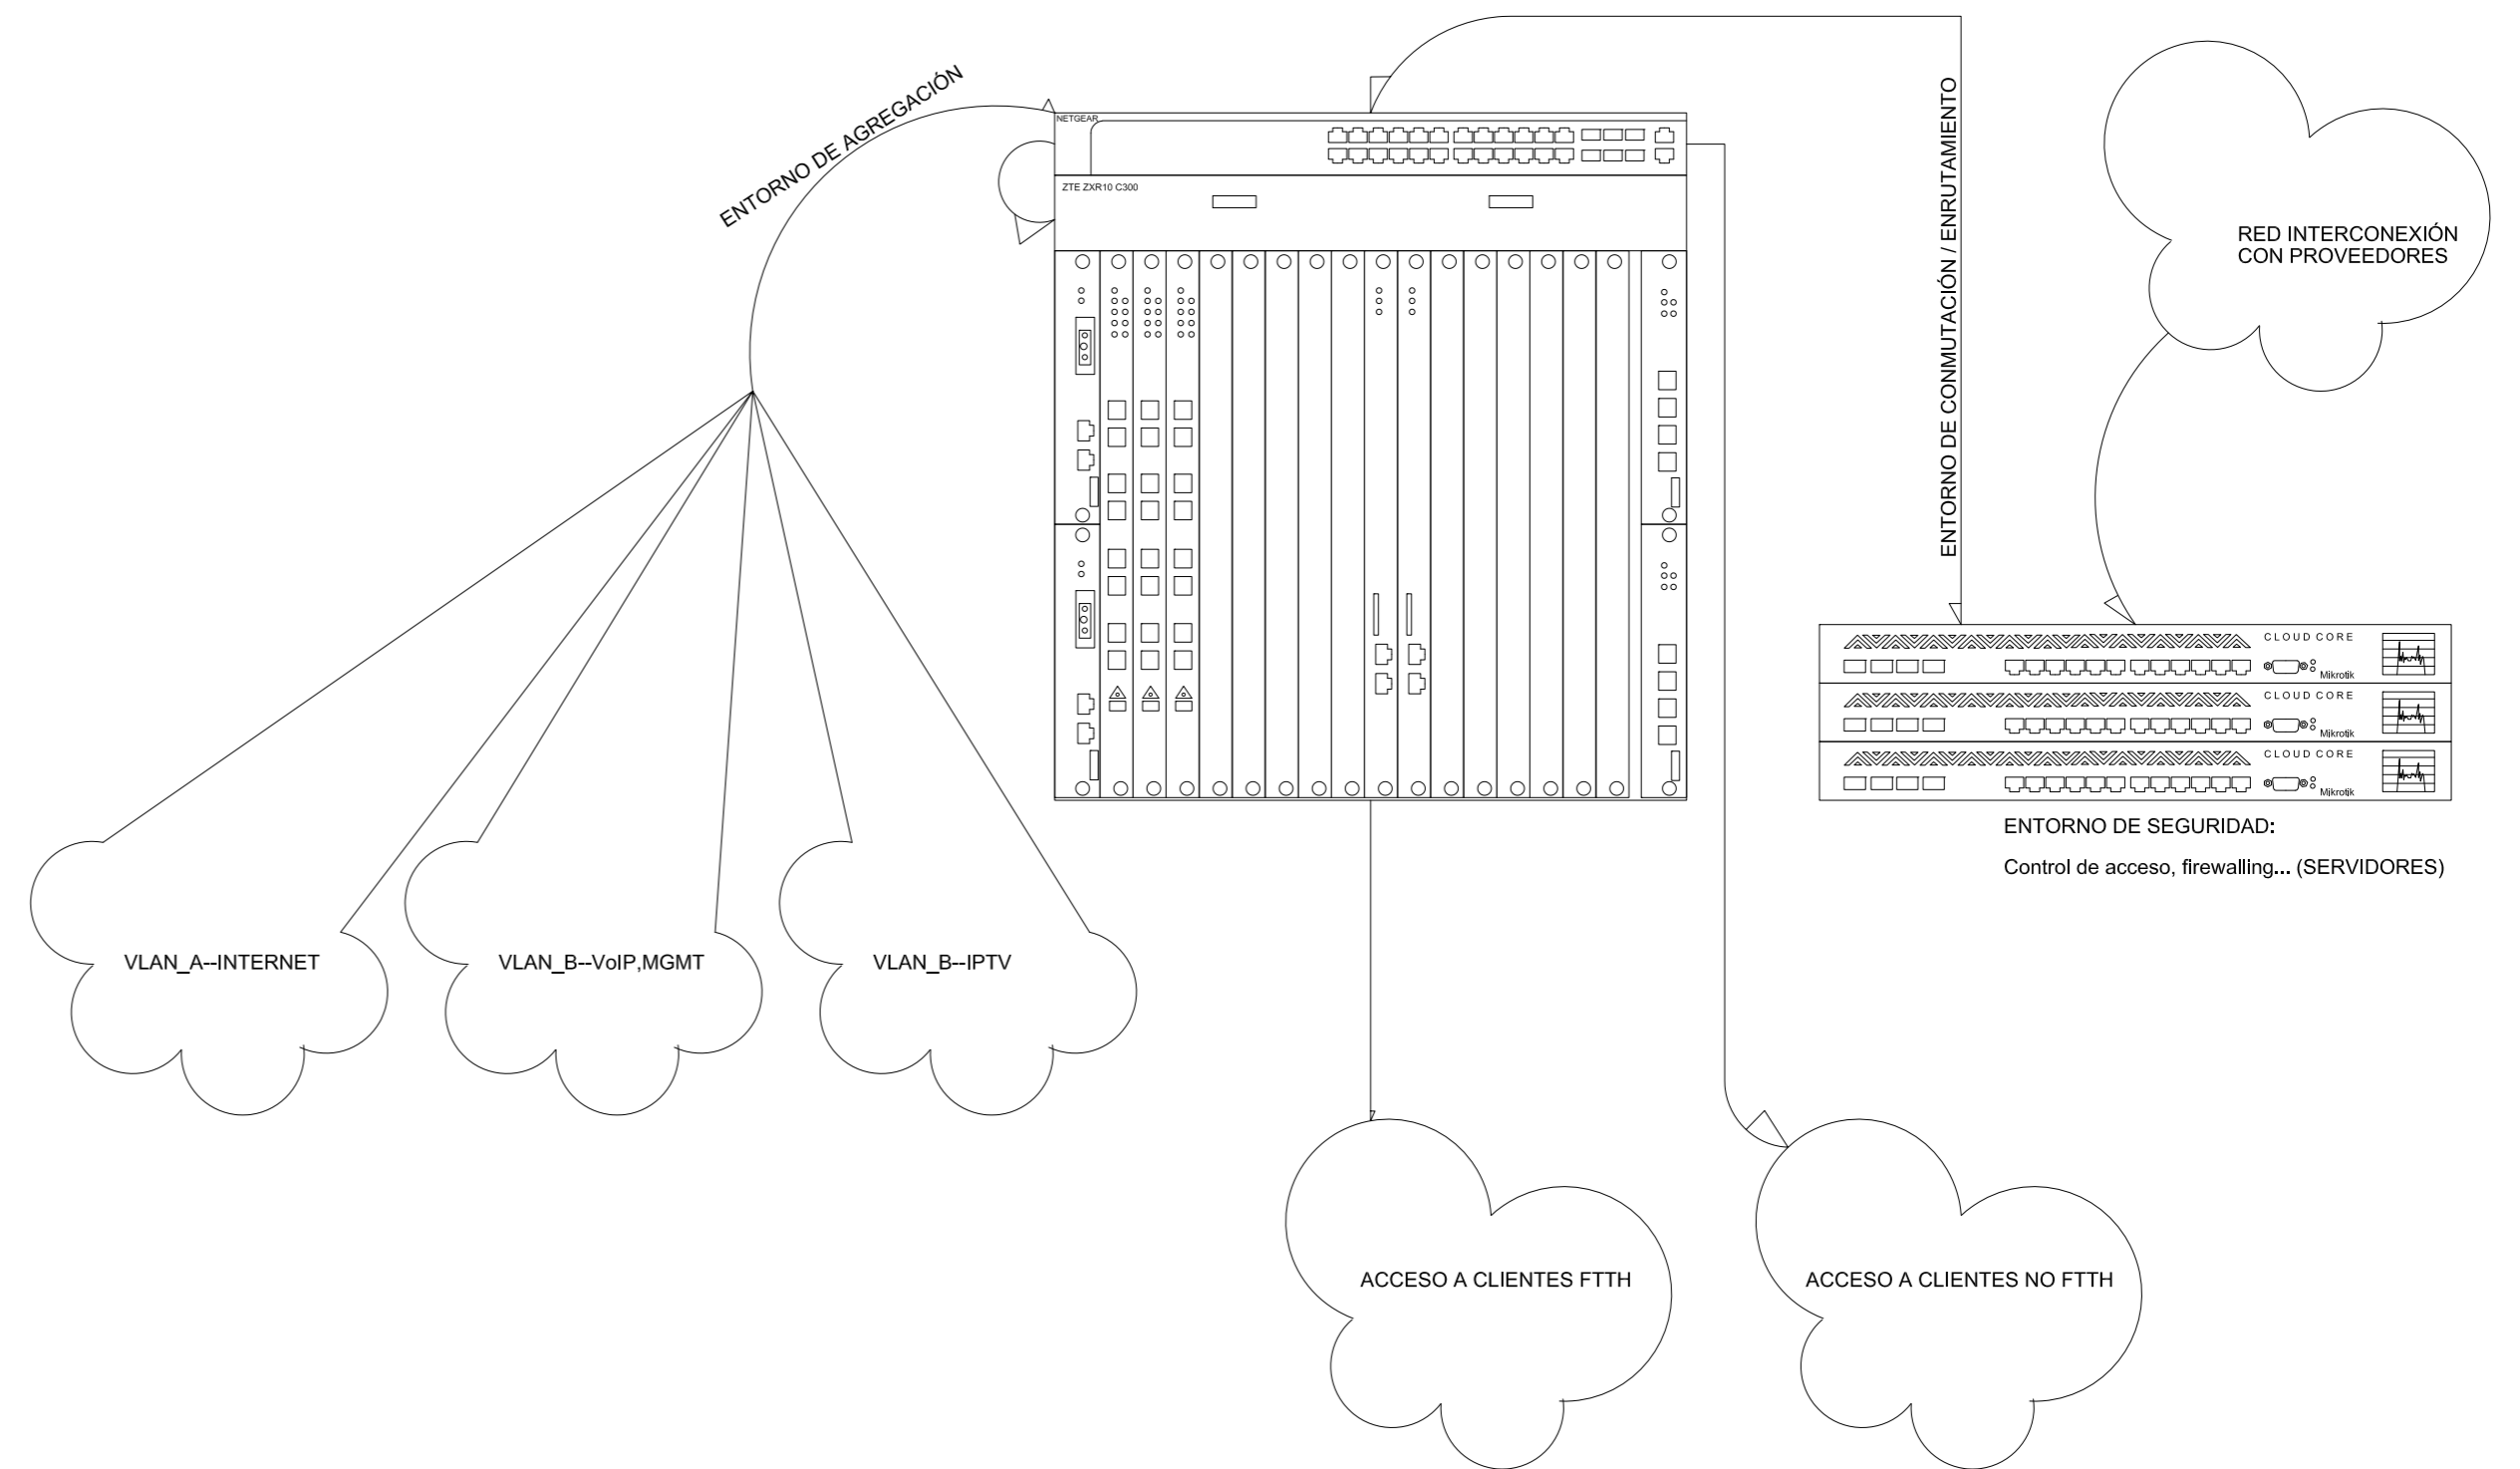 ENTORNO DE AGREGACIÓN
NETGEAR
ZTE ZXR10 C300
ENTORNO DE CONMUTACIÓN / ENRUTAMIENTO
RED INTERCONEXIÓN
CON PROVEEDORES
CLOUD CORE
Mikrotik
CLOUD CORE
Mikrotik
CLOUD CORE
Mikrotik
ENTORNO DE SEGURIDAD:
Control de acceso, firewalling... (SERVIDORES)
VLAN_A--INTERNET
VLAN_B--VoIP,MGMT
VLAN_B--IPTV
ACCESO A CLIENTES FTTH
ACCESO A CLIENTES NO FTTH